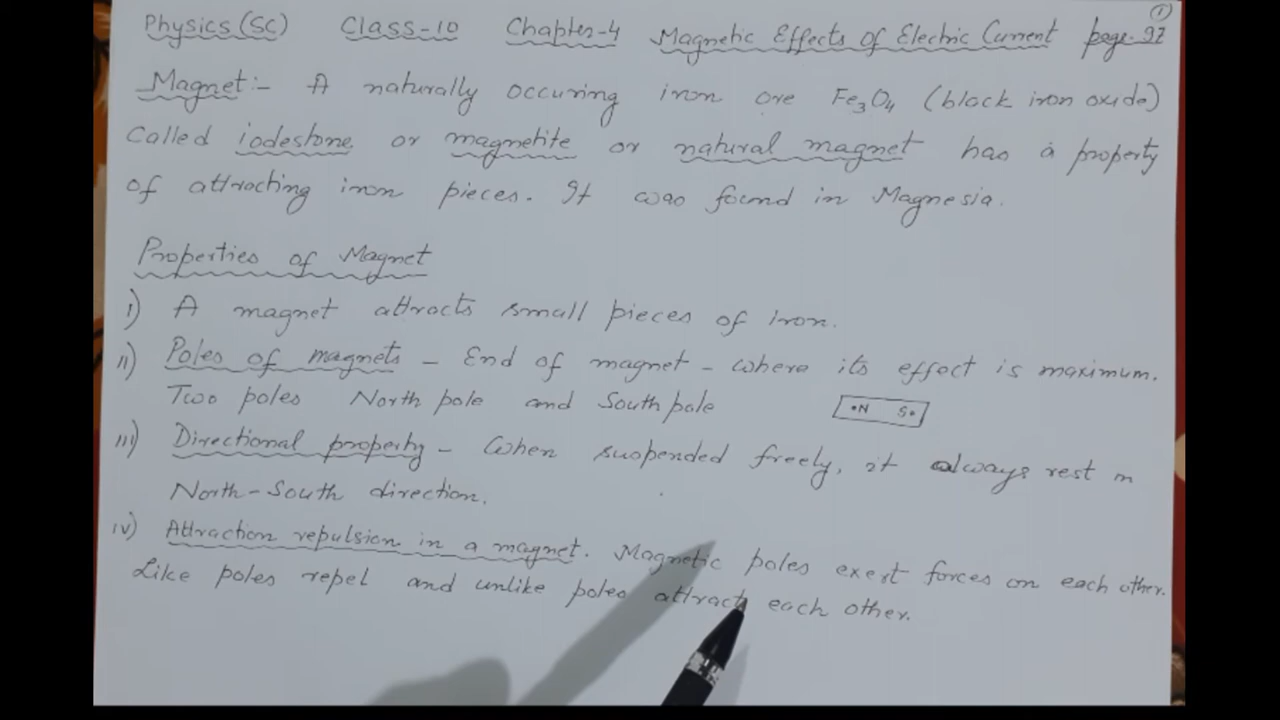 ①
Physics (Sc) Class-10 Chapter-4 Magnetic Effects Of Electric Current page-97
Magnet:- A naturally occuring iron ore Fe3O4 (black iron oxide)
Called iodestone or magnetite or natural magnet has a property
of attracting iron pieces. It was found in Magnesia.
Properties of Magnet
i) A magnet attracts small pieces of iron.
ii) Poles of magnets - End of magnet - where its effect is maximum.
Two poles North pole and South pole •N S•
iii) Directional property - When suspended freely, it always rest in
North-South direction.
iv) Attraction repulsion in a magnet. Magnetic poles exert forces on each other.
Like poles repel and unlike poles attract each other.